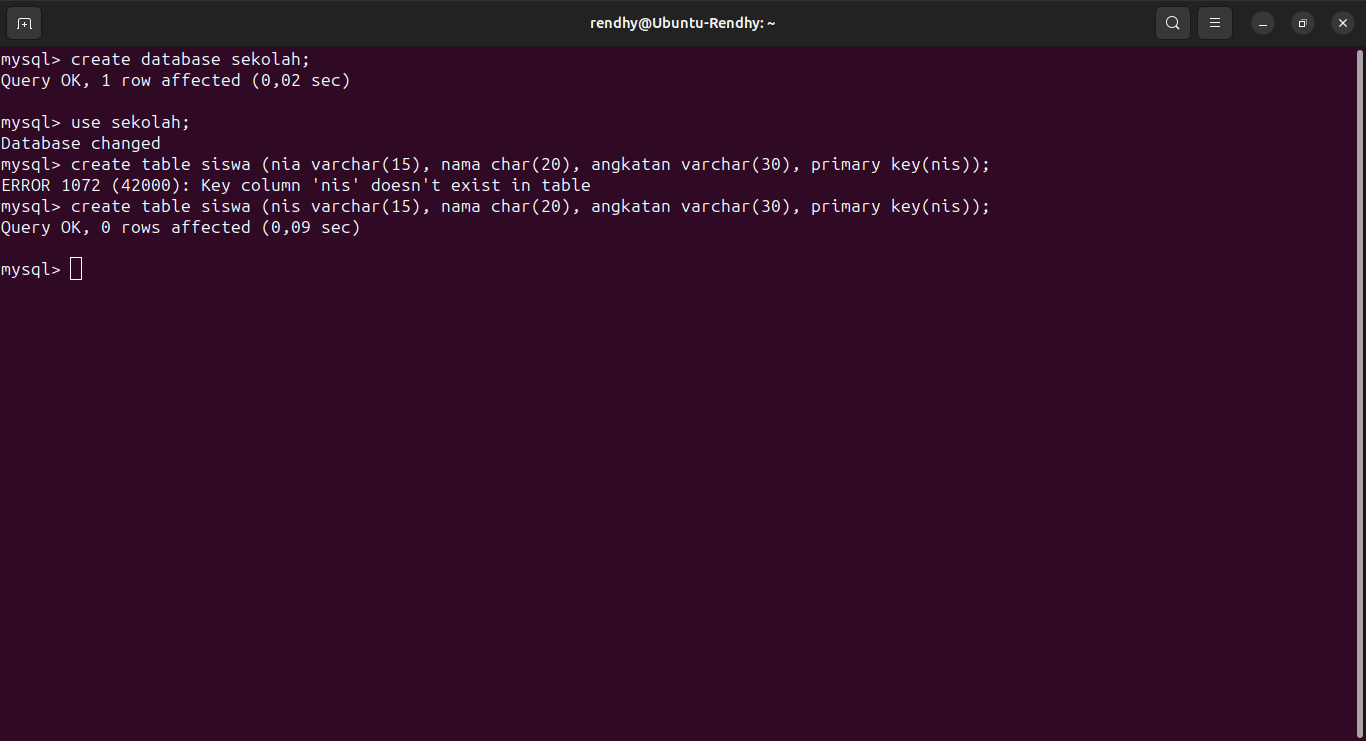 rendhy@Ubuntu-Rendhy: ~
mysql> create database sekolah;
Query OK, 1 row affected (0,02 sec)
mysql> use sekolah;
Database changed
mysql> create table siswa (nia varchar(15), nama char(20), angkatan varchar(30), primary key(nis));
ERROR 1072 (42000): Key column 'nis' doesn't exist in table
mysql> create table siswa (nis varchar(15), nama char(20), angkatan varchar(30), primary key(nis));
Query OK, 0 rows affected (0,09 sec)
mysql>